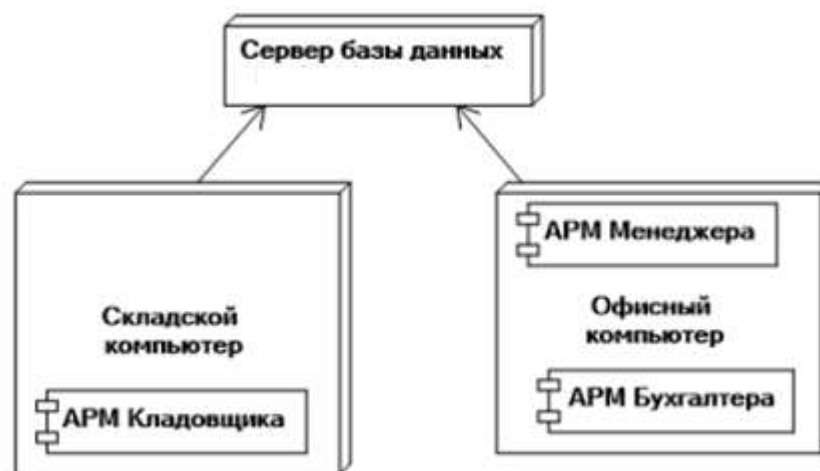 Сервер базы данных
АРМ Менеджера
Складской
компьютер
Офисный
компьютер
АРМ Кладовщика
АРМ Бухгалтера